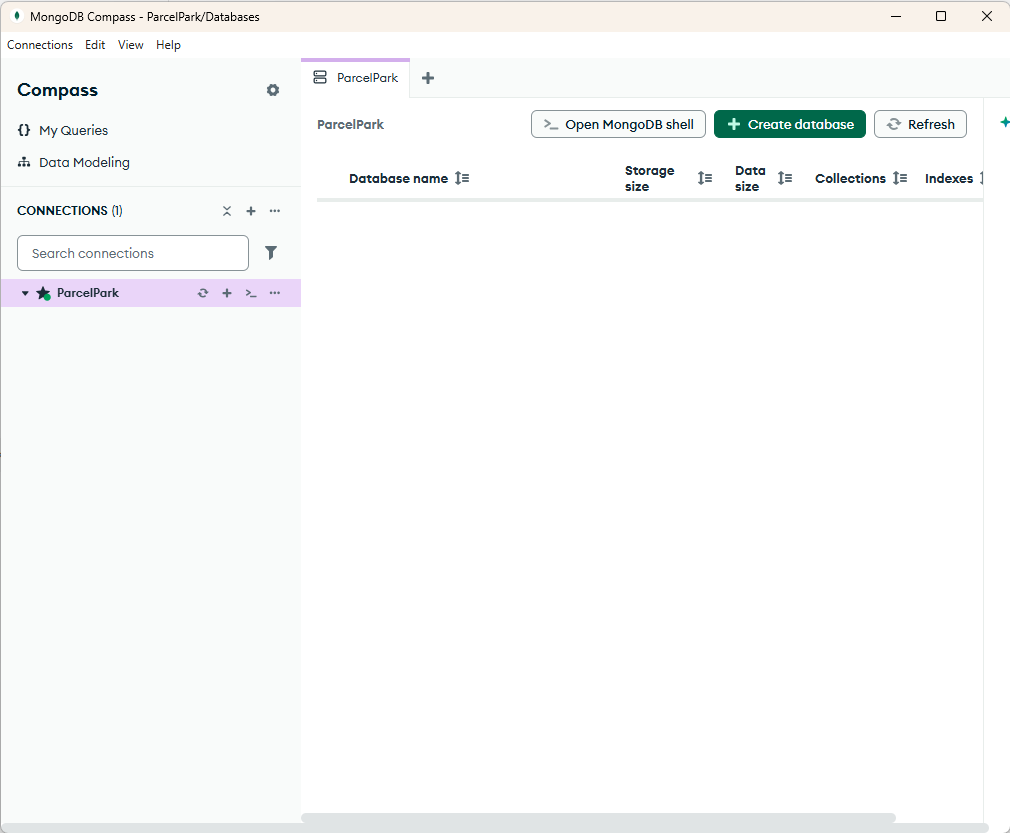 MongoDB Compass - ParcelPark/Databases
Connections Edit View Help
Compass
My Queries
Data Modeling
CONNECTIONS (1)
Search connections
ParcelPark
ParcelPark
ParcelPark
Open MongoDB shell
Create database
Refresh
Database name
Storage size
Data size
Collections
Indexes